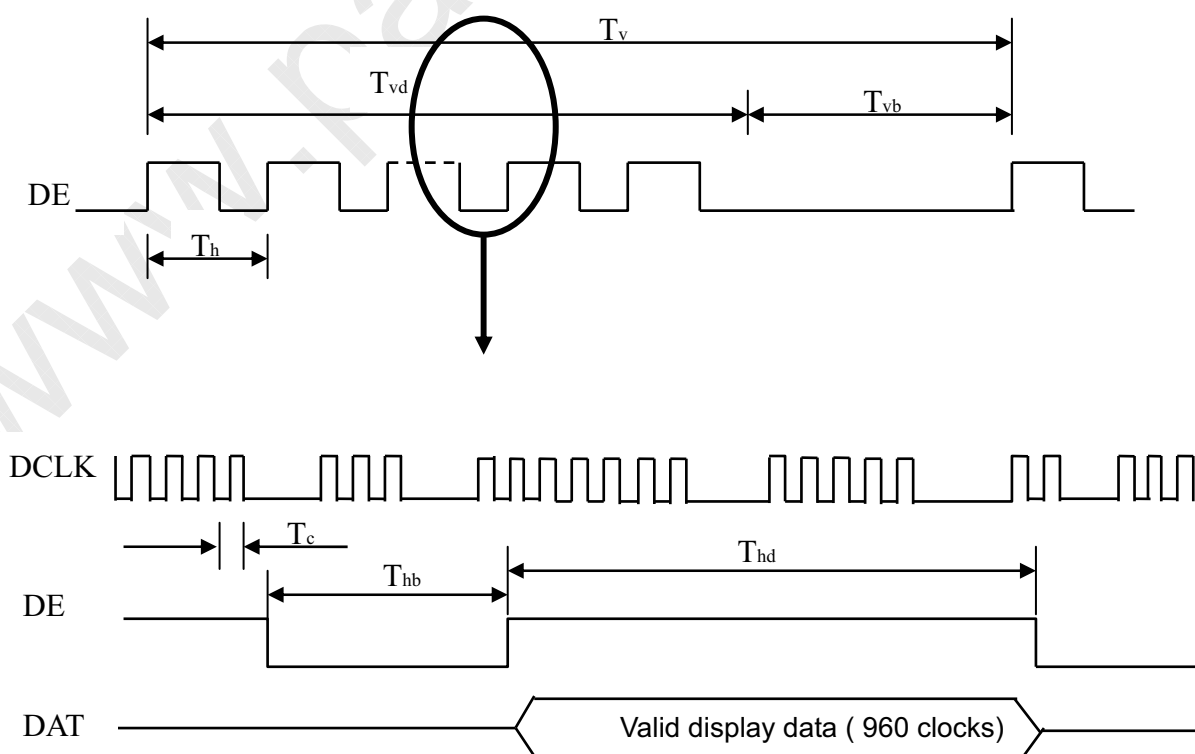 Tv
Tvd
Tvb
DE
Th
DCLK
Tc
Thb
Thd
DE
DAT
Valid display data ( 960 clocks)